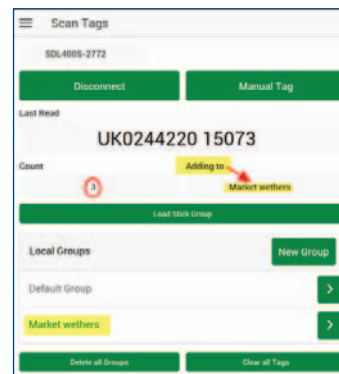 Scan Tags
SDL400S-2772
Disconnect Manual Tag
Last Read
UK0244220 15073
Count Adding to
3 Market wethers
Load Stick Group
Local Groups New Group
Default Group >
Market wethers >
Delete all Groups Clear all Tags